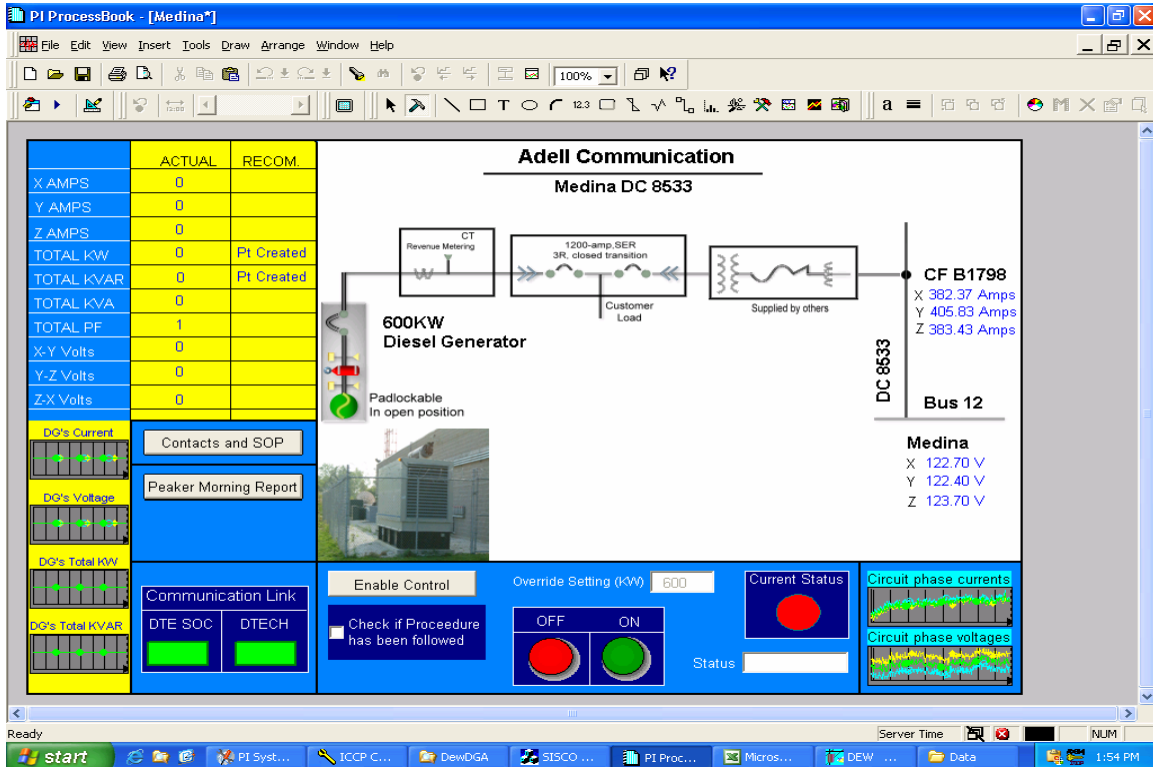 PI ProcessBook - [Medina*]
File Edit View Insert Tools Draw Arrange Window Help
100%
ACTUAL RECOM.
X AMPS 0
Y AMPS 0
Z AMPS 0
TOTAL KW 0 Pt Created
TOTAL KVAR 0 Pt Created
TOTAL KVA 0
TOTAL PF 1
X-Y Volts 0
Y-Z Volts 0
Z-X Volts 0
DG's Current
DG's Voltage
DG's Total KW
DG's Total KVAR
Contacts and SOP
Peaker Morning Report
Communication Link
DTE SOC DTECH
Adell Communication
Medina DC 8533
CT
Revenue Metering
1200-amp,SER
3R, closed transition
Customer
Load
Supplied by others
600KW
Diesel Generator
Padlockable
In open position
CF B1798
X 382.37 Amps
Y 405.83 Amps
Z 383.43 Amps
DC 8533
Bus 12
Medina
X 122.70 V
Y 122.40 V
Z 123.70 V
Enable Control
Check if Proceedure
has been followed
Override Setting (KW) 600
OFF ON
Current Status
Status
Circuit phase currents
Circuit phase voltages
Ready
Server Time
NUM
start
PI Syst...
ICCP C...
DewDGA
SISCO ...
PI Proc...
Micros...
DEW ...
Data
1:54 PM